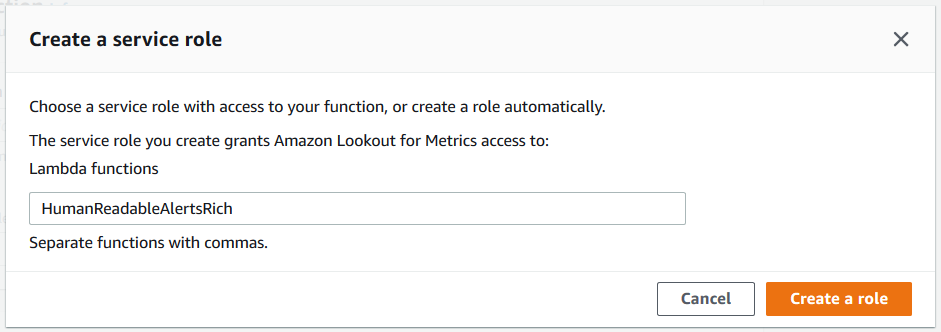 Create a service role
Choose a service role with access to your function, or create a role automatically.
The service role you create grants Amazon Lookout for Metrics access to:
Lambda functions
HumanReadableAlertsRich
Separate functions with commas.
Cancel
Create a role